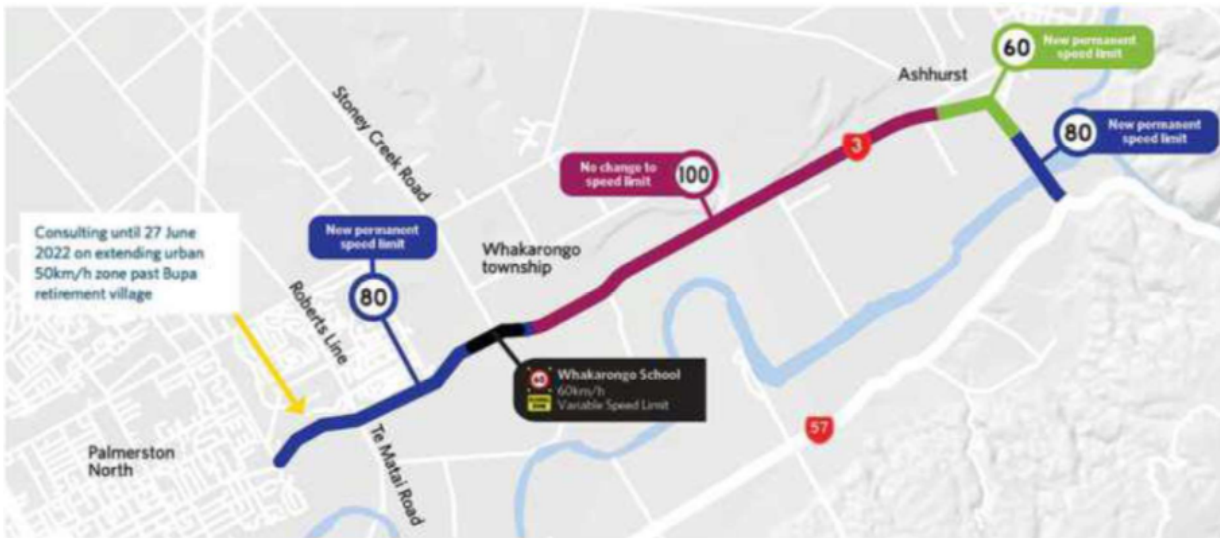 60
New permanent
speed limit
Ashhurst
80
New permanent
speed limit
3
Stoney Creek Road
No change to
speed limit
100
Consulting until 27 June
2022 on extending urban
50km/h zone past Bupa
retirement village
New permanent
speed limit
80
Whakarongo
township
Roberts Line
Whakarongo School
60km/h
Variable Speed Limit
57
Te Matai Road
Palmerston
North